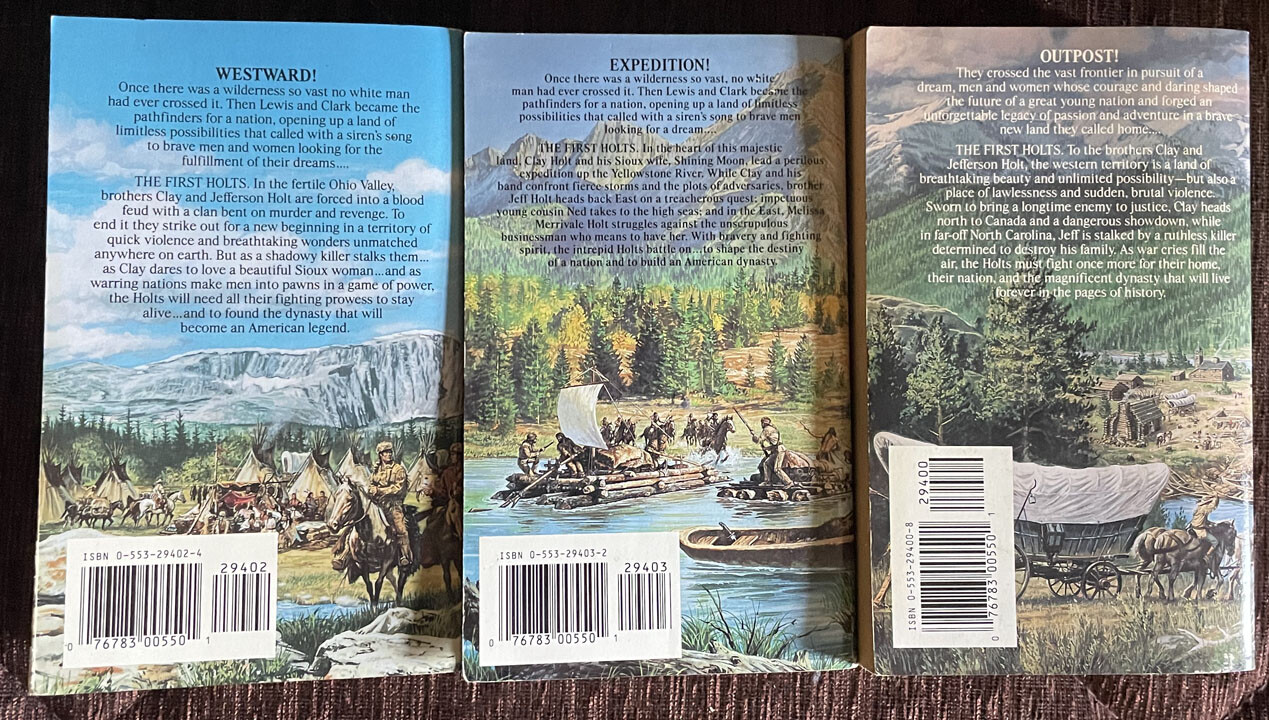 WESTWARD!
Once there was a wilderness so vast no white man
had ever crossed it. Then Lewis and Clark became the
pathfinders for a nation, opening up a land of
limitless possibilities that called with a siren's song
to brave men and women looking for the
fulfillment of their dreams....
THE FIRST HOLTS. In the fertile Ohio Valley,
brothers Clay and Jefferson Holt are forced into a blood
feud with a clan bent on murder and revenge. To
end it they strike out for a new beginning in a territory of
quick violence and breathtaking wonders unmatched
anywhere on earth. But as a shadowy killer stalks them...
as Clay dares to love a beautiful Sioux woman...and as
warring nations make men into pawns in a game of power,
the Holts will need all their fighting prowess to stay
alive...and to found the dynasty that will
become an American legend.
ISBN 0-553-29402-4
29402
0 76783 00550 1
EXPEDITION!
Once there was a wilderness so vast, no white
man had ever crossed it. Then Lewis and Clark became the
pathfinders for a nation, opening up a land of limitless
possibilities that called with a siren's song to brave men
looking for a dream....
THE FIRST HOLTS. In the heart of this majestic
land, Clay Holt and his Sioux wife, Shining Moon, lead a perilous
expedition up the Yellowstone River. While Clay and his
band confront fierce storms and the plots of adversaries, brother
Jeff Holt heads back East on a treacherous quest; impetuous
young cousin Ned takes to the high seas; and in the East, Melissa
Merrivale Holt struggles against the unscrupulous
businessman who means to have her. With bravery and fighting
spirit, the intrepid Holts battle on...to shape the destiny
of a nation and to build an American dynasty.
ISBN 0-553-29403-2
29403
0 76783 00550 1
OUTPOST!
They crossed the vast frontier in pursuit of a
dream, men and women whose courage and daring shaped
the future of a great young nation and forged an
unforgettable legacy of passion and adventure in a brave
new land they called home....
THE FIRST HOLTS. To the brothers Clay and
Jefferson Holt, the western territory is a land of
breathtaking beauty and unlimited possibility—but also a
place of lawlessness and sudden, brutal violence.
Sworn to bring a longtime enemy to justice, Clay heads
north to Canada and a dangerous showdown, while
in far-off North Carolina, Jeff is stalked by a ruthless killer
determined to destroy his family. As war cries fill the
air, the Holts must fight once more for their home,
their nation, and the magnificent dynasty that will live
forever in the pages of history.
ISBN 0-553-29400-8
29400
0 76783 00550 1